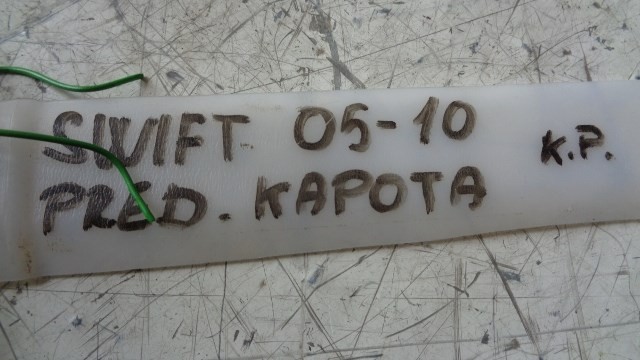 SWIFT. 05-10
PRED. KAPOTA
K.P.